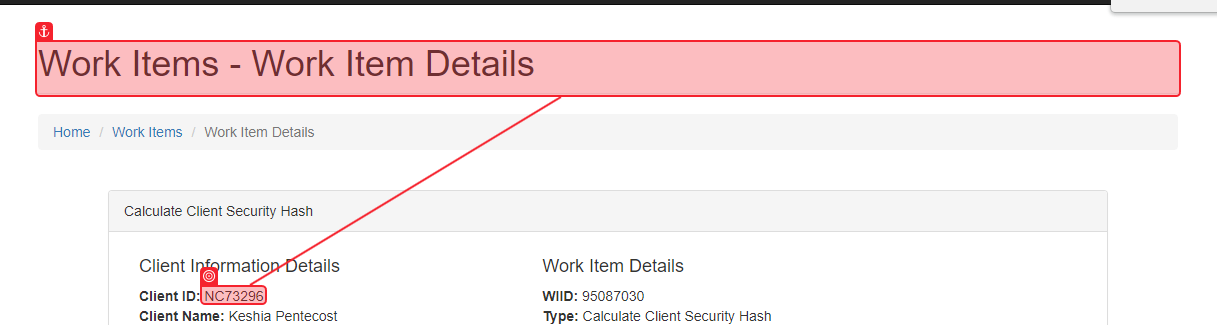 Work Items - Work Item Details
Home / Work Items / Work Item Details
Calculate Client Security Hash
Client Information Details
Client ID: NC73296
Client Name: Keshia Pentecost
Work Item Details
WIID: 95087030
Type: Calculate Client Security Hash